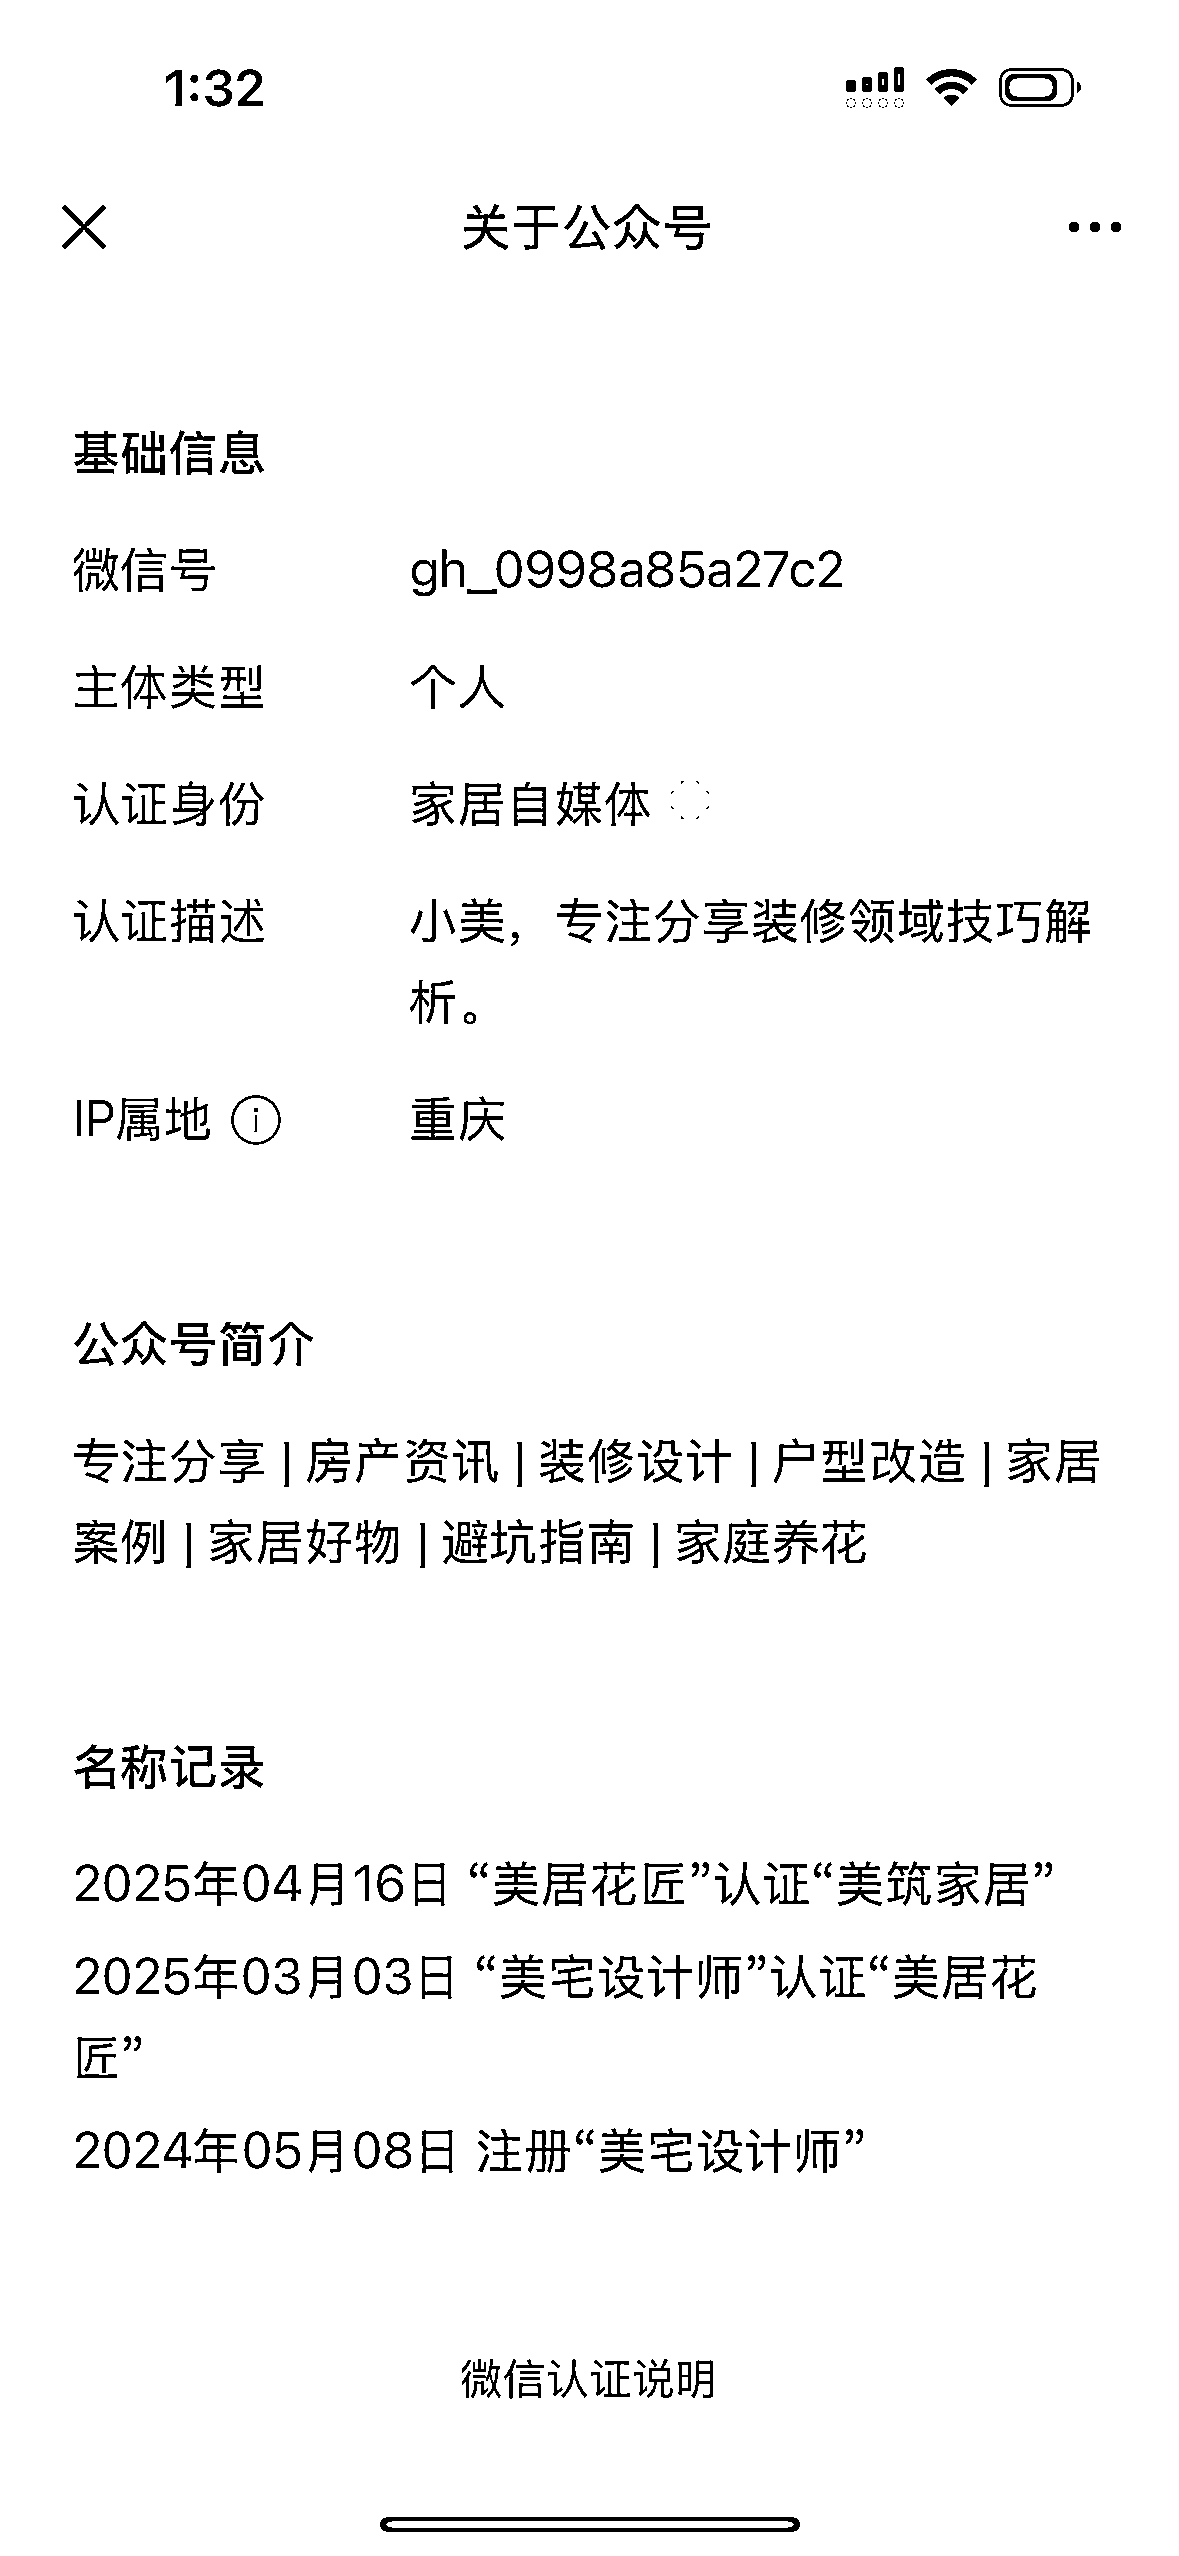 1:32
关于公众号
基础信息
微信号 gh_0998a85a27c2
主体类型 个人
认证身份 家居自媒体
认证描述 小美，专注分享装修领域技巧解
析。
IP属地 重庆
公众号简介
专注分享 | 房产资讯 | 装修设计 | 户型改造 | 家居
案例 | 家居好物 | 避坑指南 | 家庭养花
名称记录
2025年04月16日 “美居花匠”认证“美筑家居”
2025年03月03日 “美宅设计师”认证“美居花
匠”
2024年05月08日 注册“美宅设计师”
微信认证说明